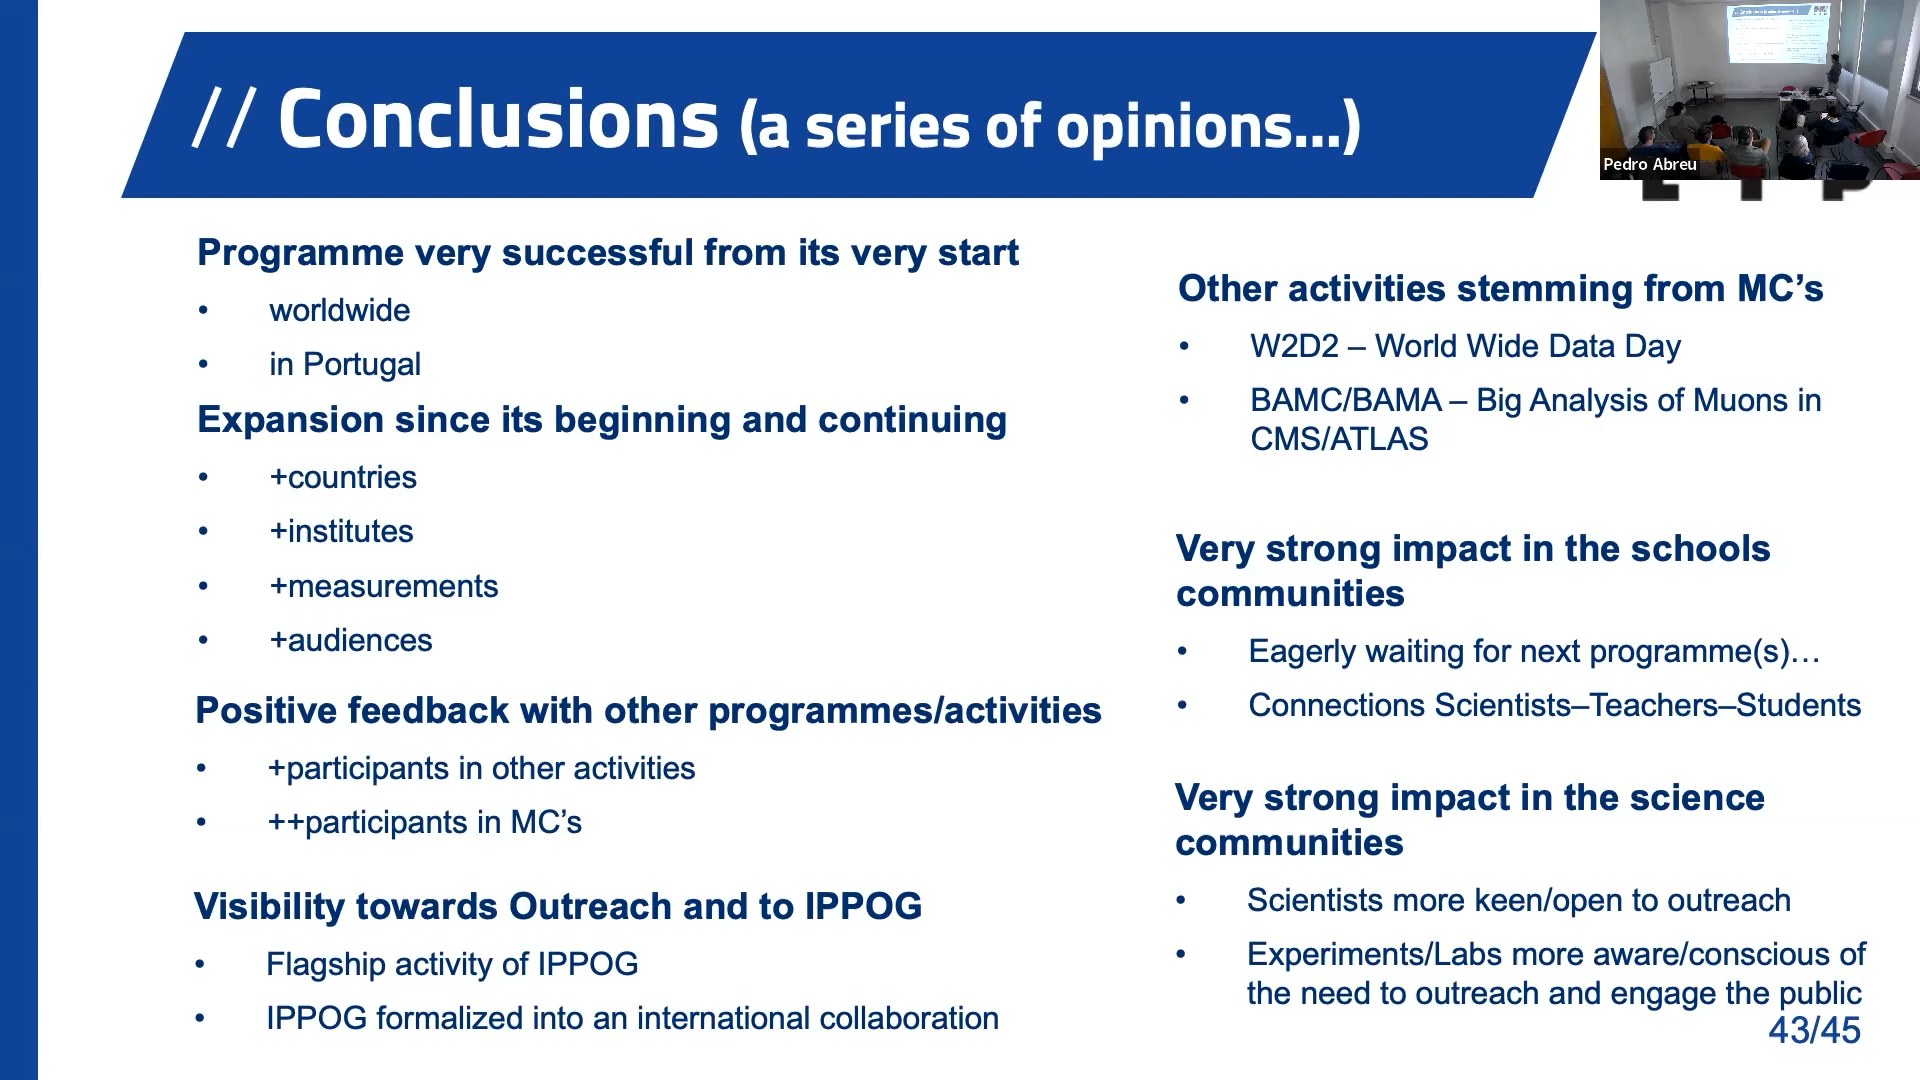 // Conclusions (a series of opinions...)
Pedro Abreu
Programme very successful from its very start
• worldwide
• in Portugal
Expansion since its beginning and continuing
• +countries
• +institutes
• +measurements
• +audiences
Positive feedback with other programmes/activities
• +participants in other activities
• ++participants in MC’s
Visibility towards Outreach and to IPPOG
• Flagship activity of IPPOG
• IPPOG formalized into an international collaboration
Other activities stemming from MC’s
• W2D2 – World Wide Data Day
• BAMC/BAMA – Big Analysis of Muons in
CMS/ATLAS
Very strong impact in the schools
communities
• Eagerly waiting for next programme(s)…
• Connections Scientists–Teachers–Students
Very strong impact in the science
communities
• Scientists more keen/open to outreach
• Experiments/Labs more aware/conscious of
the need to outreach and engage the public
43/45